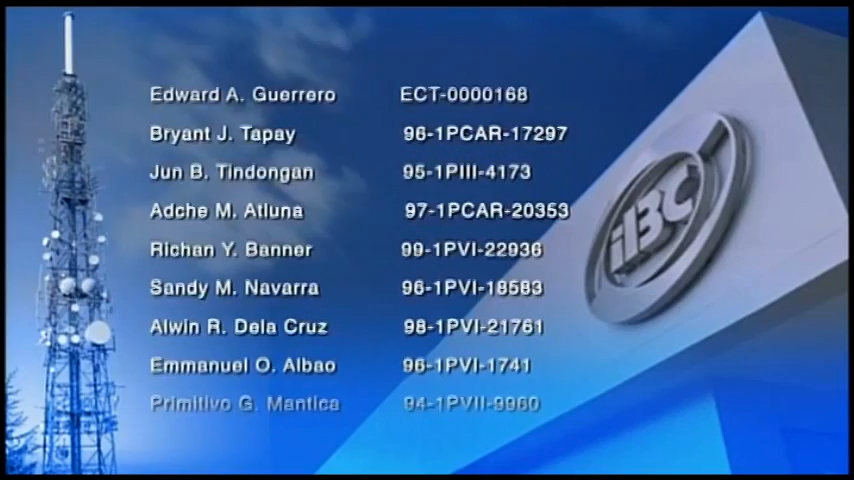 Edward A. Guerrero ECT-0000168
Bryant J. Tapay 96-1PCAR-17297
Jun B. Tindongan 95-1PIII-4173
Adche M. Atluna 97-1PCAR-20353
Richan Y. Banner 99-1PVI-22936
Sandy M. Navarra 96-1PVI-18583
Alwin R. Dela Cruz 98-1PVI-21761
Emmanuel O. Albao 96-1PVI-1741
Primitivo G. Mantica 94-1PVII-9960
iBC